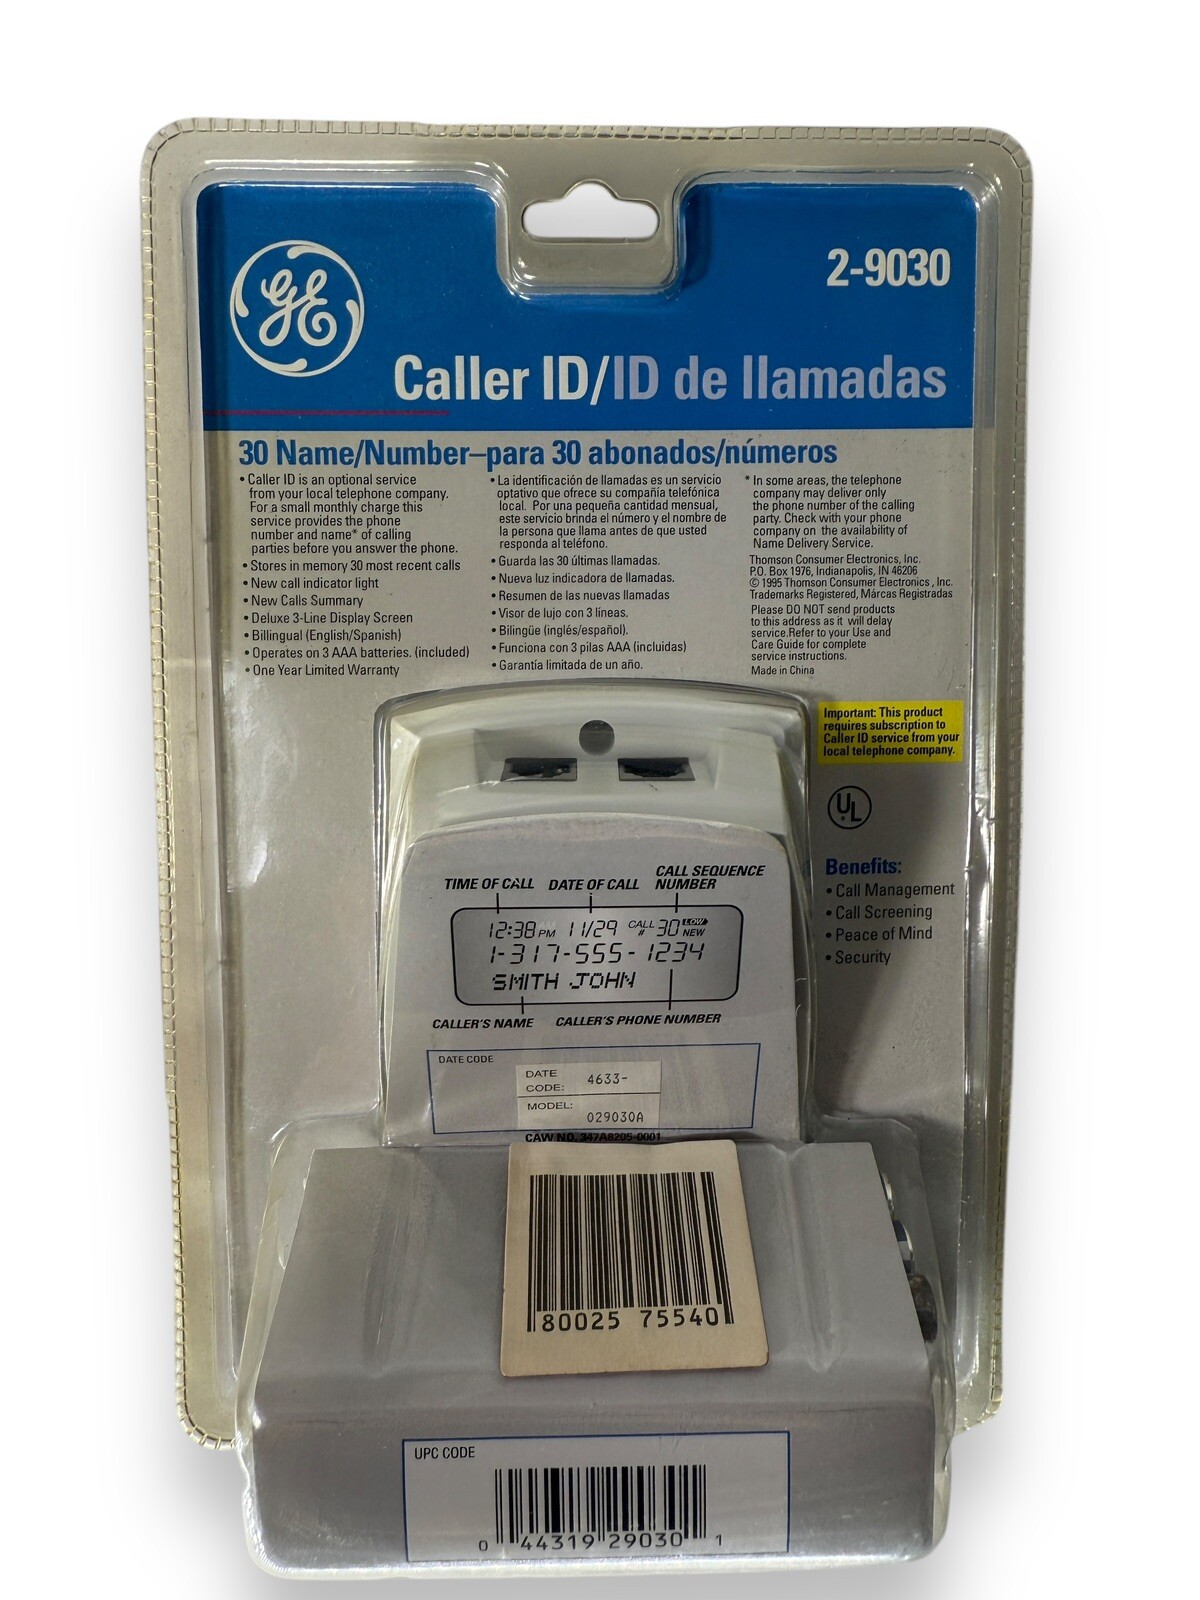 GE
2-9030
Caller ID/ID de llamadas
30 Name/Number–para 30 abonados/números
• Caller ID is an optional service
from your local telephone company.
For a small monthly charge this
service provides the phone
number and name* of calling
parties before you answer the phone.
• Stores in memory 30 most recent calls
• New call indicator light
• New Calls Summary
• Deluxe 3-Line Display Screen
• Billingual (English/Spanish)
• Operates on 3 AAA batteries. (included)
• One Year Limited Warranty
• La identificación de llamadas es un servicio
optativo que ofrece su compañía telefónica
local. Por una pequeña cantidad mensual,
este servicio brinda el número y el nombre de
la persona que llama antes de que usted
responda al teléfono.
• Guarda las 30 últimas llamadas.
• Nueva luz indicadora de llamadas.
• Resumen de las nuevas llamadas
• Visor de lujo con 3 líneas.
• Bilingüe (inglés/español).
• Funciona con 3 pilas AAA (incluidas)
• Garantía limitada de un año.
* In some areas, the telephone
company may deliver only
the phone number of the calling
party. Check with your phone
company on the availability of
Name Delivery Service.
Thomson Consumer Electronics, Inc.
P.O. Box 1976, Indianapolis, IN 46206
© 1995 Thomson Consumer Electronics , Inc.
Trademarks Registered, Márcas Registradas
Please DO NOT send products
to this address as it will delay
service.Refer to your Use and
Care Guide for complete
service instructions.
Made in China
Important: This product
requires subscription to
Caller ID service from your
local telephone company.
UL
Benefits:
• Call Management
• Call Screening
• Peace of Mind
• Security
TIME OF CALL DATE OF CALL CALL SEQUENCE
NUMBER
12:38 PM 11/29 CALL # 30 LOW NEW
1-317-555-1234
SMITH JOHN
CALLER'S NAME CALLER'S PHONE NUMBER
DATE CODE
DATE CODE: 4633-
MODEL: 029030A
CAW NO. 347A8205-0001
80025 75540
UPC CODE
0 44319 29030 1